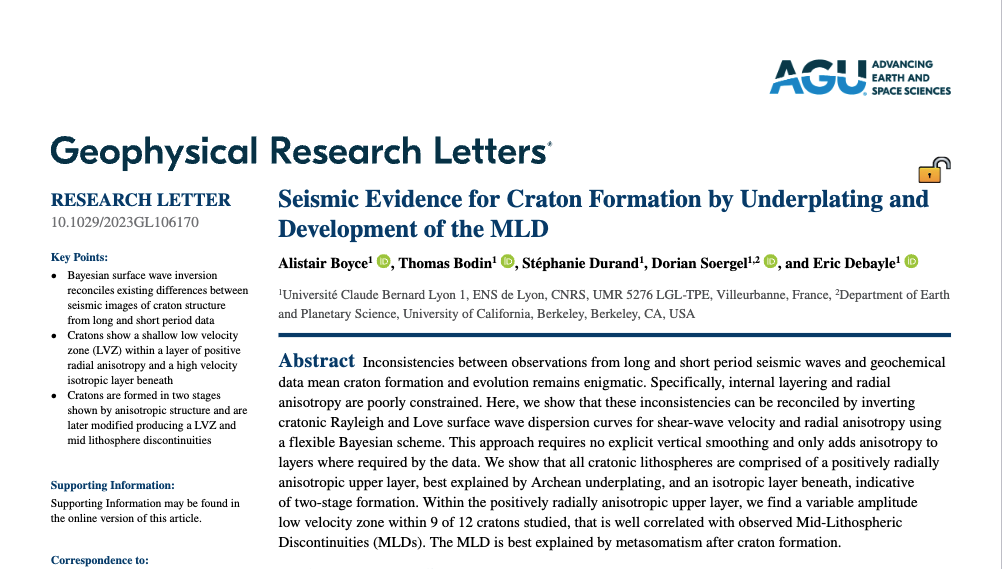 AGU ADVANCING
EARTH AND
SPACE SCIENCES
Geophysical Research Letters
RESEARCH LETTER
10.1029/2023GL106170
Key Points:
• Bayesian surface wave inversion
reconciles existing differences between
seismic images of craton structure
from long and short period data
• Cratons show a shallow low velocity
zone (LVZ) within a layer of positive
radial anisotropy and a high velocity
isotropic layer beneath
• Cratons are formed in two stages
shown by anisotropic structure and are
later modified producing a LVZ and
mid lithosphere discontinuities
Supporting Information:
Supporting Information may be found in
the online version of this article.
Correspondence to:
Seismic Evidence for Craton Formation by Underplating and
Development of the MLD
Alistair Boyce¹ iD, Thomas Bodin¹ iD, Stéphanie Durand¹, Dorian Soergel¹,² iD, and Eric Debayle¹ iD
¹Université Claude Bernard Lyon 1, ENS de Lyon, CNRS, UMR 5276 LGL-TPE, Villeurbanne, France, ²Department of Earth
and Planetary Science, University of California, Berkeley, Berkeley, CA, USA
Abstract Inconsistencies between observations from long and short period seismic waves and geochemical
data mean craton formation and evolution remains enigmatic. Specifically, internal layering and radial
anisotropy are poorly constrained. Here, we show that these inconsistencies can be reconciled by inverting
cratonic Rayleigh and Love surface wave dispersion curves for shear-wave velocity and radial anisotropy using
a flexible Bayesian scheme. This approach requires no explicit vertical smoothing and only adds anisotropy to
layers where required by the data. We show that all cratonic lithospheres are comprised of a positively radially
anisotropic upper layer, best explained by Archean underplating, and an isotropic layer beneath, indicative
of two-stage formation. Within the positively radially anisotropic upper layer, we find a variable amplitude
low velocity zone within 9 of 12 cratons studied, that is well correlated with observed Mid-Lithospheric
Discontinuities (MLDs). The MLD is best explained by metasomatism after craton formation.